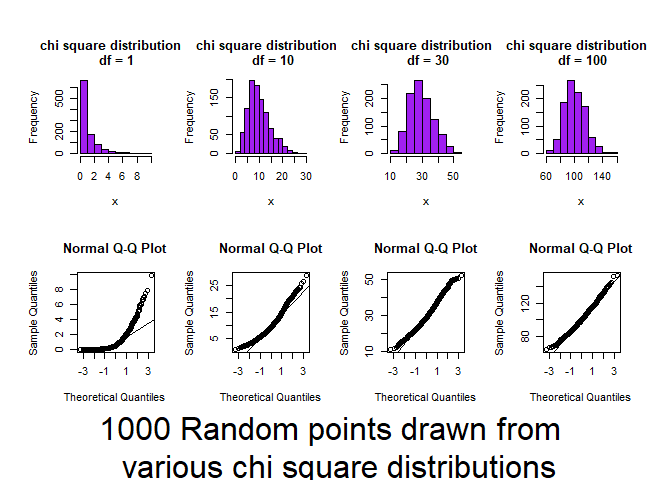 chi square distribution
df = 1
chi square distribution
df = 10
chi square distribution
df = 30
chi square distribution
df = 100
Frequency
0 200 600
0 2 4 6 8
x
Frequency
0 50 150
0 10 20 30
x
Frequency
0 100 200
10 30 50
x
Frequency
0 100 200
60 100 140
x
Normal Q-Q Plot
Normal Q-Q Plot
Normal Q-Q Plot
Normal Q-Q Plot
Sample Quantiles
0 2 4 6 8
-3 -1 1 3
Theoretical Quantiles
Sample Quantiles
5 15 25
-3 -1 1 3
Theoretical Quantiles
Sample Quantiles
10 30 50
-3 -1 1 3
Theoretical Quantiles
Sample Quantiles
80 120
-3 -1 1 3
Theoretical Quantiles
1000 Random points drawn from
various chi square distributions